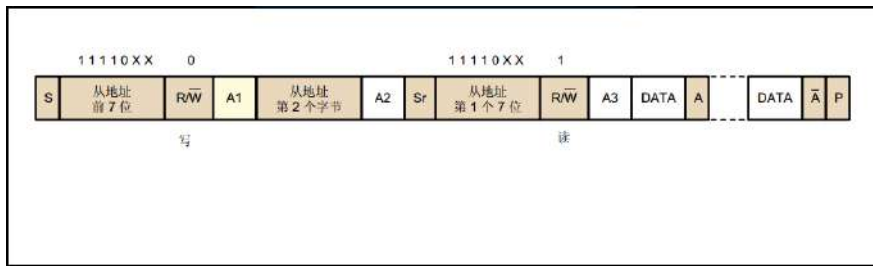 11110XX 0 11110XX 1
S 从地址 前7位 R/W̅ A1 从地址 第2个字节 A2 Sr 从地址 第1个7位 R/W̅ A3 DATA A DATA A̅ P
写 读